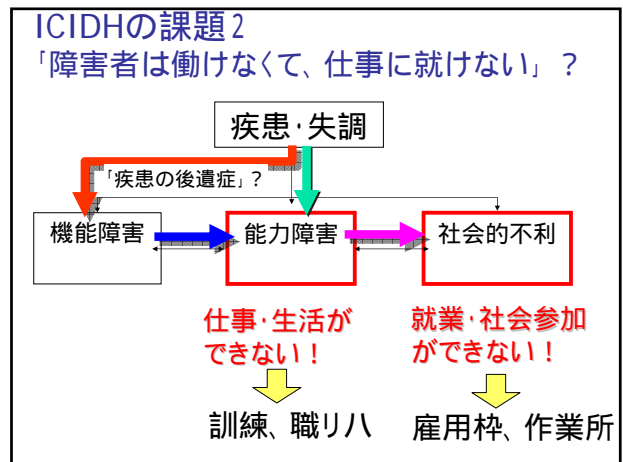 ICIDHの課題2
「障害者は働けなくて、仕事に就けない」?
疾患・失調
「疾患の後遺症」?
機能障害
能力障害
社会的不利
仕事・生活が
できない!
就業・社会参加
ができない!
訓練、職リハ
雇用枠、作業所